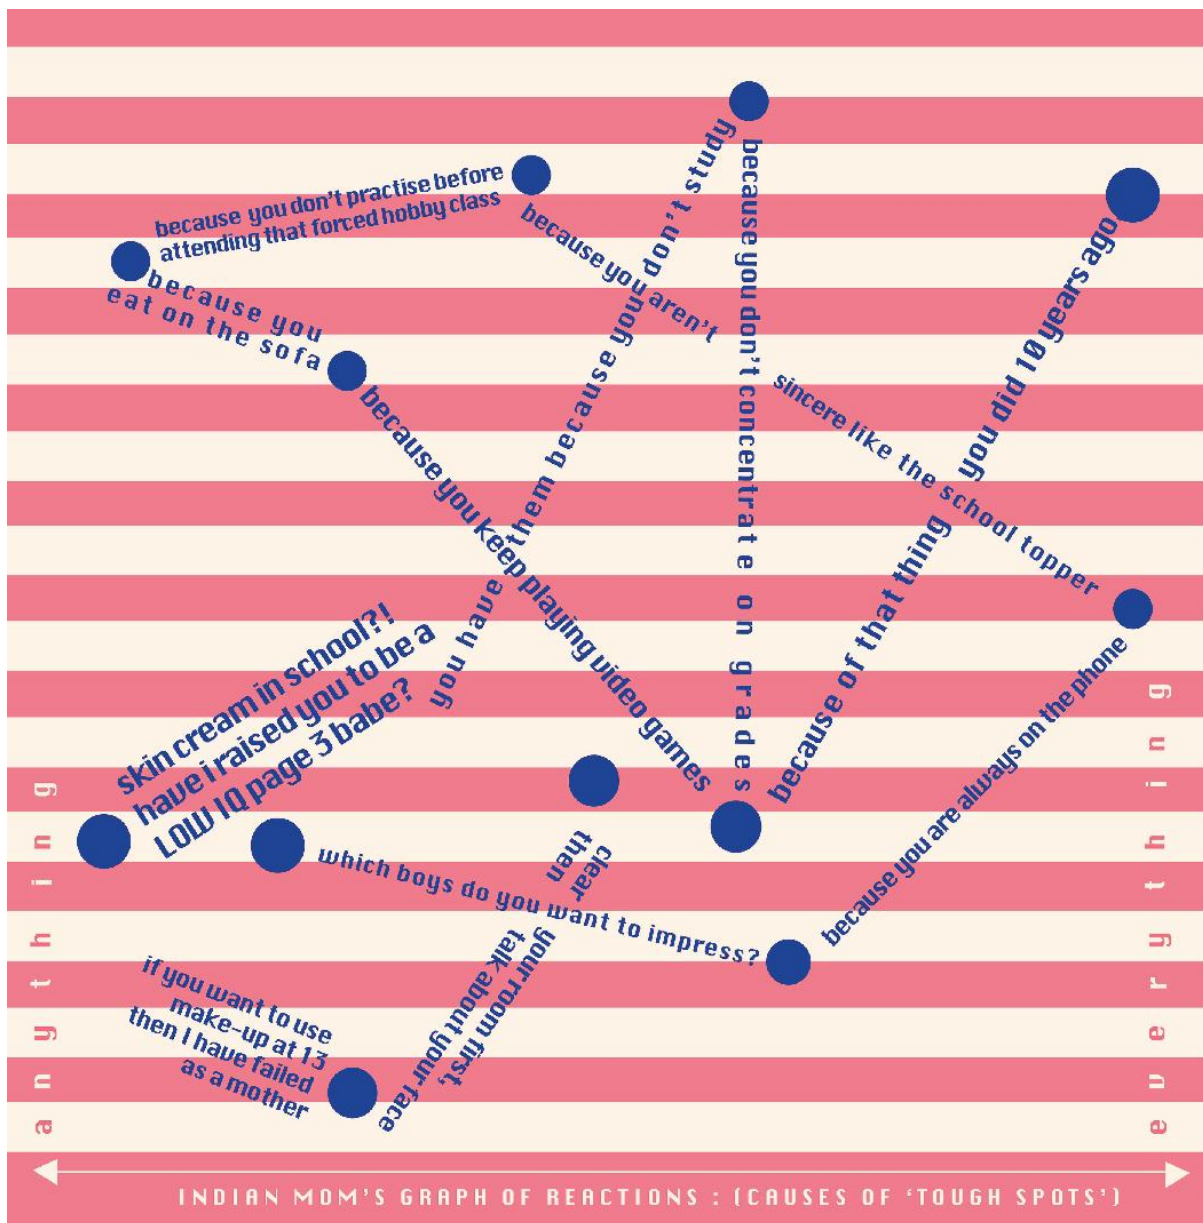 because you don't practise before
attending that forced hobby class
because you
eat on the sofa
because you aren't
sincere like the school topper
you have them because you don't study
because you don't concentrate on grades
because of that thing you did 10 years ago
because you keep playing video games
because you are always on the phone
skin cream in school?!
have i raised you to be a
LOW IQ page 3 babe?
which boys do you want to impress?
clear your room first,
then talk about your face
if you want to use
make-up at 13
then I have failed
as a mother
anything
everything
INDIAN MOM'S GRAPH OF REACTIONS : (CAUSES OF 'TOUGH SPOTS')